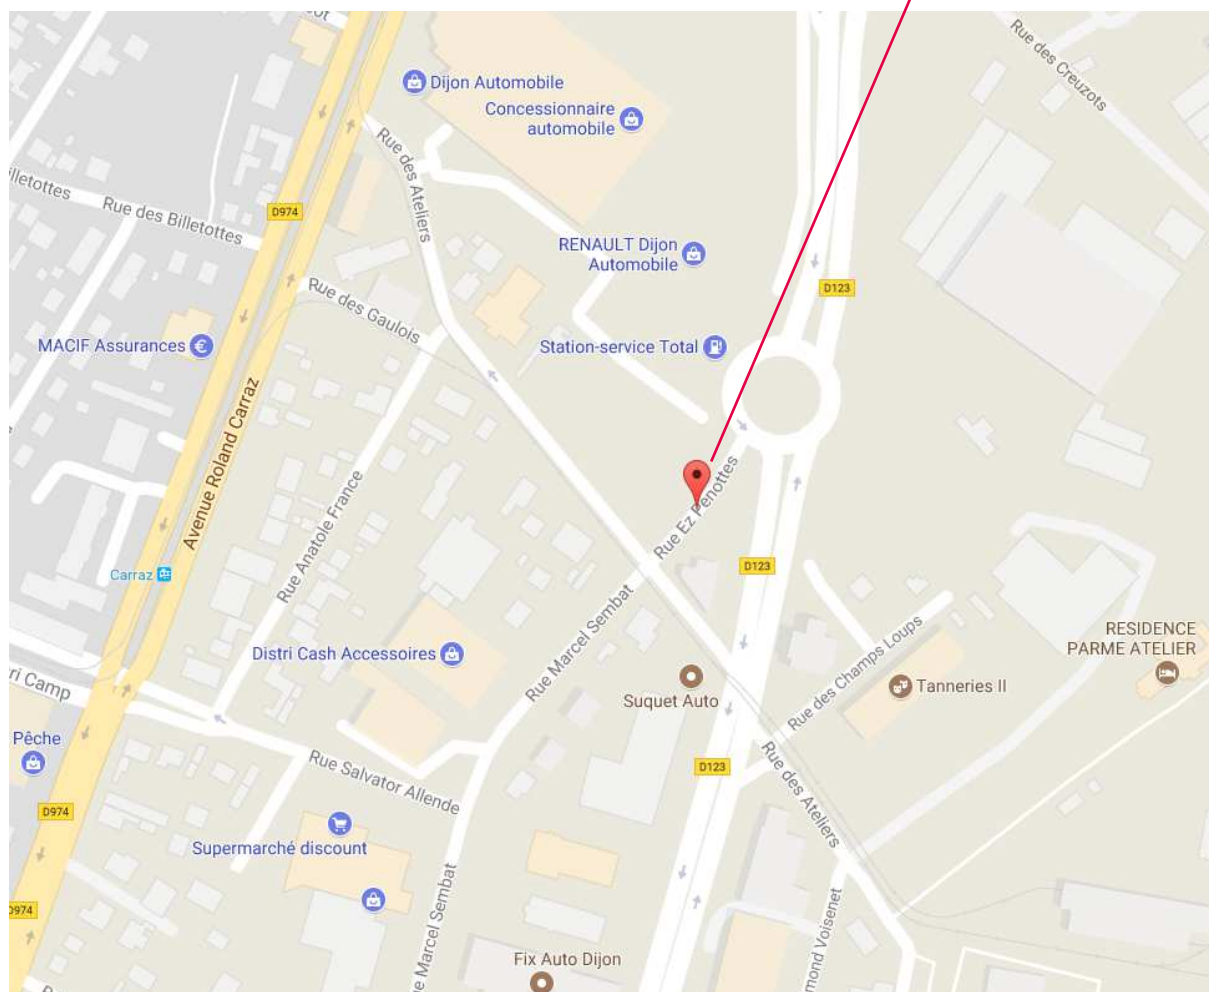 ot
Rue des Creuzots
Dijon Automobile
Concessionnaire
automobile
Rue des Ateliers
illetottes
Rue des Billetottes
D974
RENAULT Dijon
Automobile
D123
Rue des Gaulois
MACIF Assurances
Station-service Total
Avenue Roland Carraz
Rue Anatole France
Rue Ez Penottes
Carraz
D123
Rue Marcel Sembat
Distri Cash Accessoires
RESIDENCE
PARME ATELIER
Rue des Champs Loups
Tanneries II
Suquet Auto
ri Camp
Pêche
Rue Salvator Allende
D123
Rue des Ateliers
D974
Supermarché discount
D974
e Marcel Sembat
mond Voisenet
Fix Auto Dijon